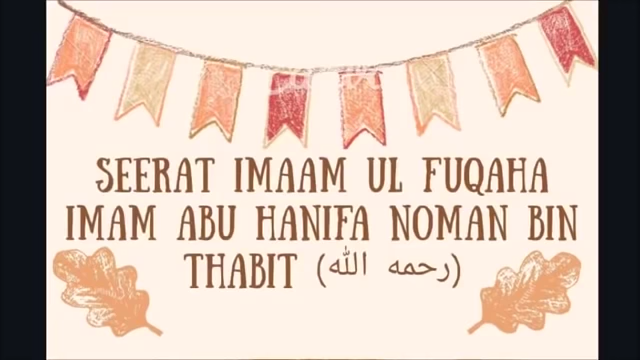 SEERAT IMAAM UL FUQAHA
IMAM ABU HANIFA NOMAN BIN
THABIT (رحمه الله)